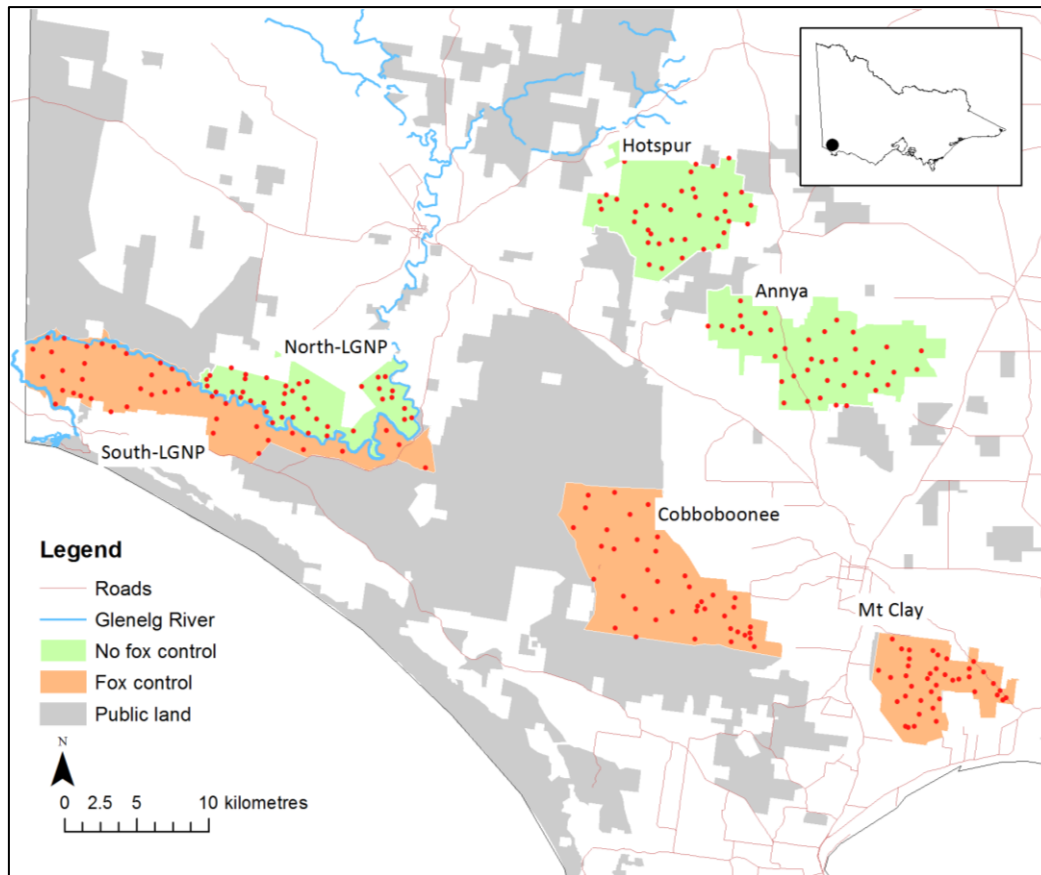 Hotspur
Annya
North-LGNP
South-LGNP
Cobboboonee
Mt Clay
Legend
Roads
Glenelg River
No fox control
Fox control
Public land
N
0 2.5 5 10 kilometres